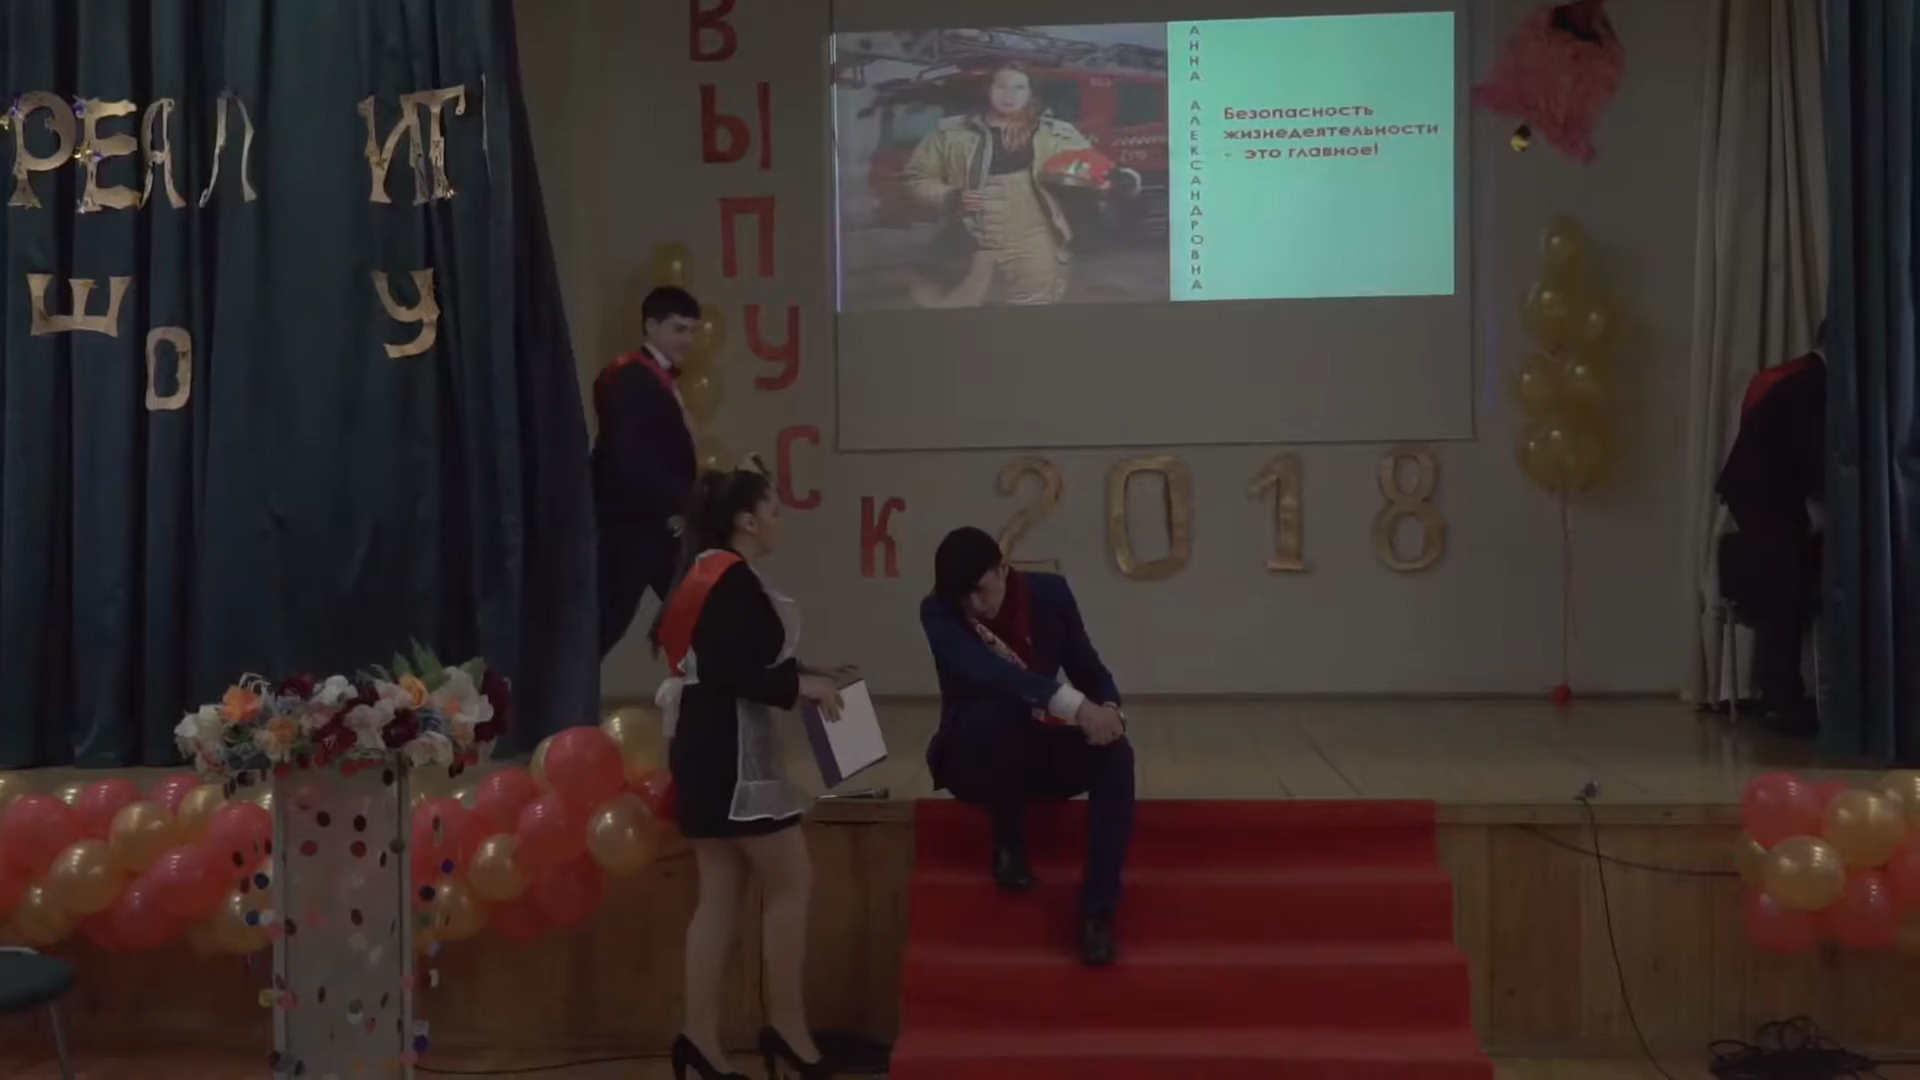 РЕАЛ ИТ
ШОУ
ВЫПУСК
2018
АННА АЛЕКСАНДРОВНА
Безопасность
жизнедеятельности
- это главное!